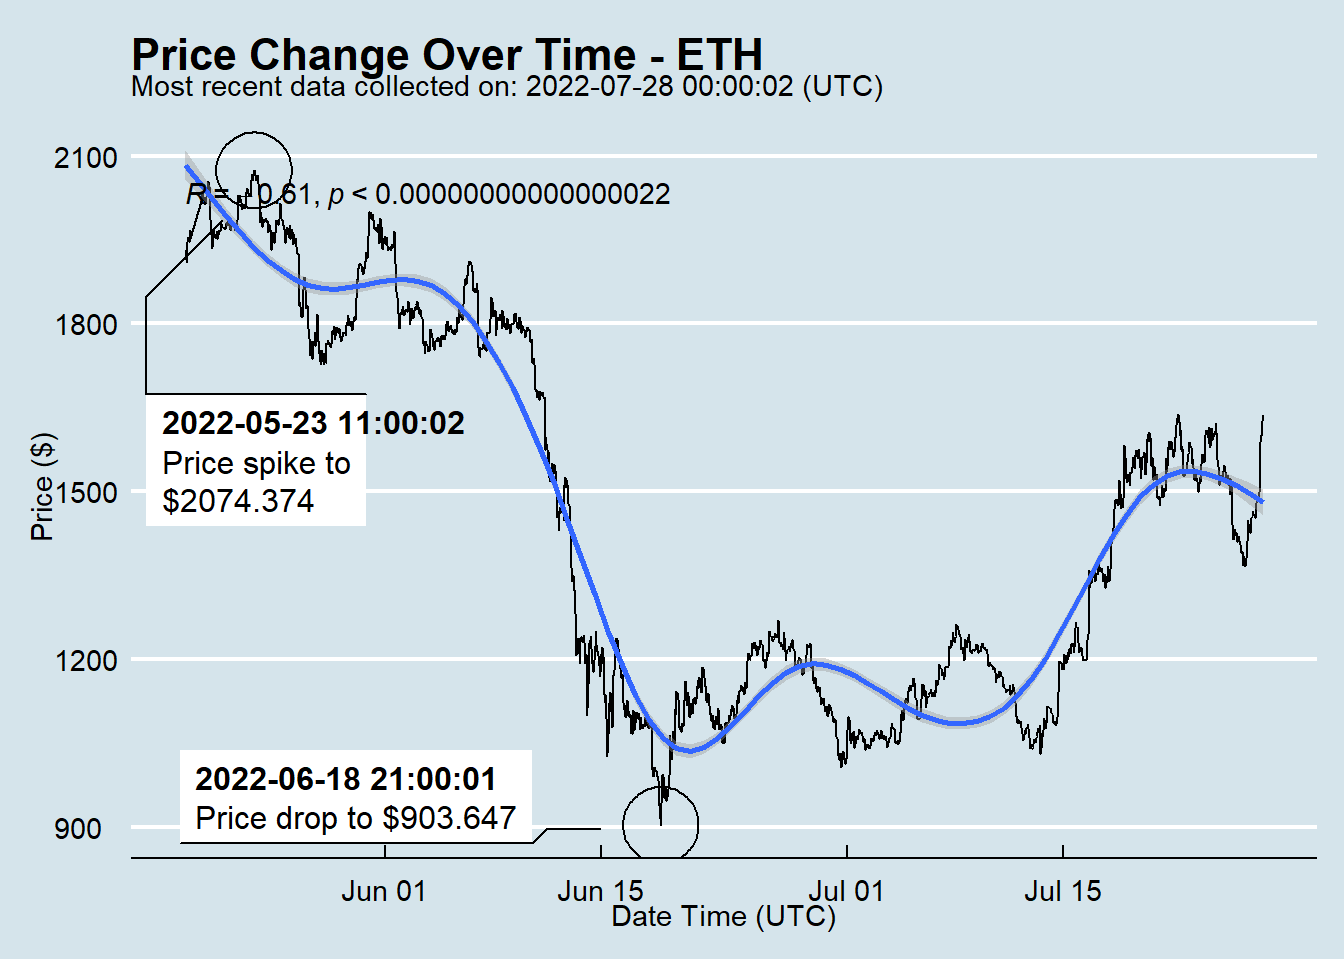 Price Change Over Time - ETH
Most recent data collected on: 2022-07-28 00:00:02 (UTC)
R = −0.61, p < 0.00000000000000022
2100
1800
1500
1200
900
Price ($)
2022-05-23 11:00:02
Price spike to
$2074.374
2022-06-18 21:00:01
Price drop to $903.647
Jun 01
Jun 15
Jul 01
Jul 15
Date Time (UTC)